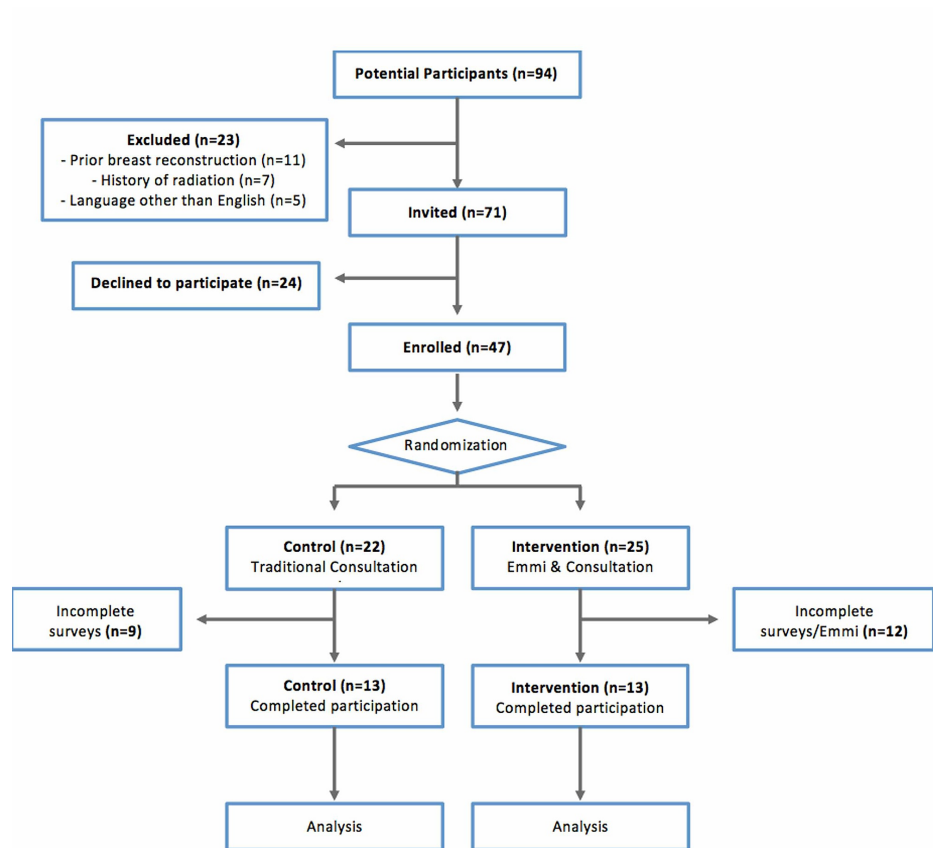 Potential Participants (n=94)
Excluded (n=23)
- Prior breast reconstruction (n=11)
- History of radiation (n=7)
- Language other than English (n=5)
Invited (n=71)
Declined to participate (n=24)
Enrolled (n=47)
Randomization
Control (n=22)
Traditional Consultation
Intervention (n=25)
Emmi & Consultation
Incomplete
surveys (n=9)
Incomplete
surveys/Emmi (n=12)
Control (n=13)
Completed participation
Intervention (n=13)
Completed participation
Analysis
Analysis